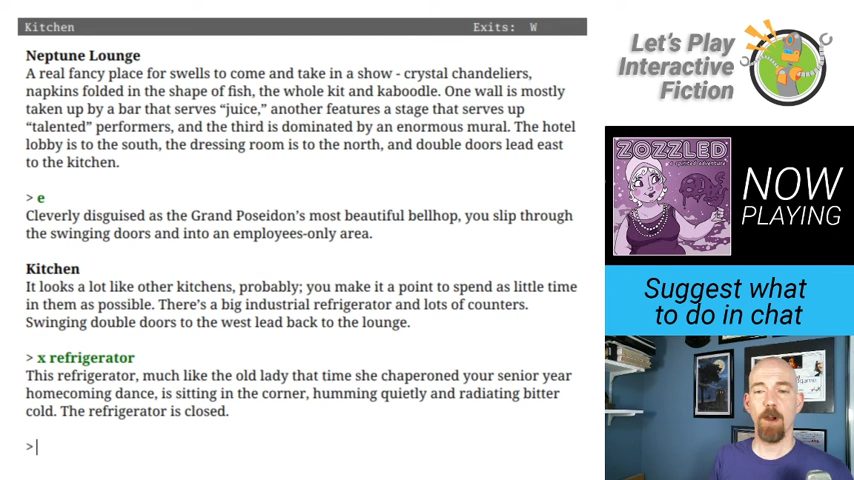 Kitchen Exits: W
Neptune Lounge
A real fancy place for swells to come and take in a show - crystal chandeliers,
napkins folded in the shape of fish, the whole kit and kaboodle. One wall is mostly
taken up by a bar that serves “juice,” another features a stage that serves up
“talented” performers, and the third is dominated by an enormous mural. The hotel
lobby is to the south, the dressing room is to the north, and double doors lead east
to the kitchen.
> e
Cleverly disguised as the Grand Poseidon’s most beautiful bellhop, you slip through
the swinging doors and into an employees-only area.
Kitchen
It looks a lot like other kitchens, probably; you make it a point to spend as little time
in them as possible. There’s a big industrial refrigerator and lots of counters.
Swinging double doors to the west lead back to the lounge.
> x refrigerator
This refrigerator, much like the old lady that time she chaperoned your senior year
homecoming dance, is sitting in the corner, humming quietly and radiating bitter
cold. The refrigerator is closed.
>
Let’s Play
Interactive
Fiction
ZOZZLED
a spirited adventure
NOW
PLAYING
Suggest what
to do in chat